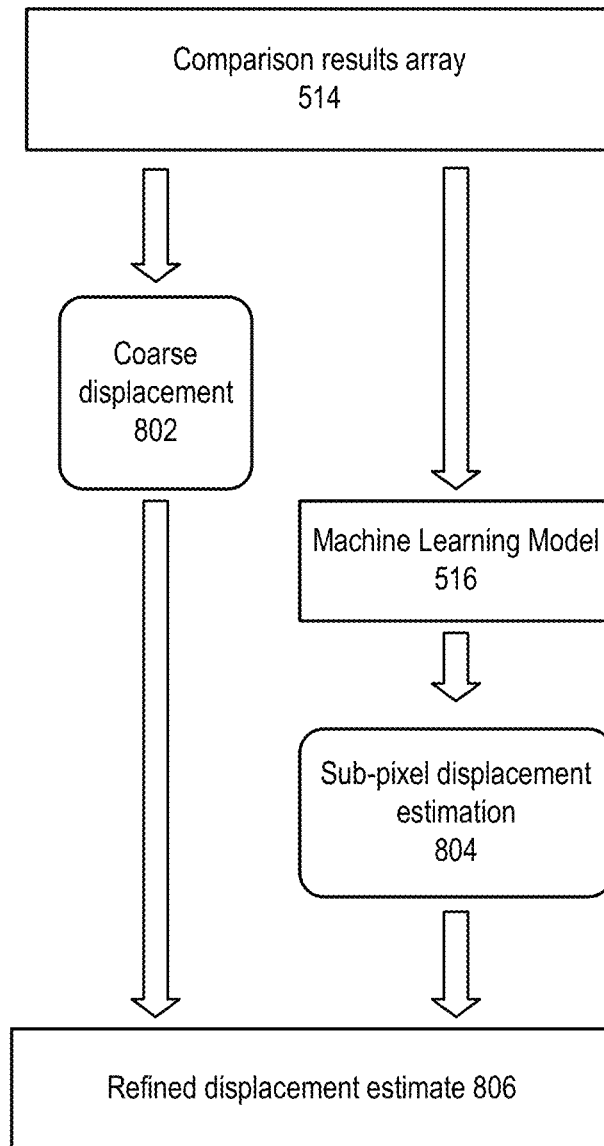 Comparison results array
514
Coarse
displacement
802
Machine Learning Model
516
Sub-pixel displacement
estimation
804
Refined displacement estimate 806